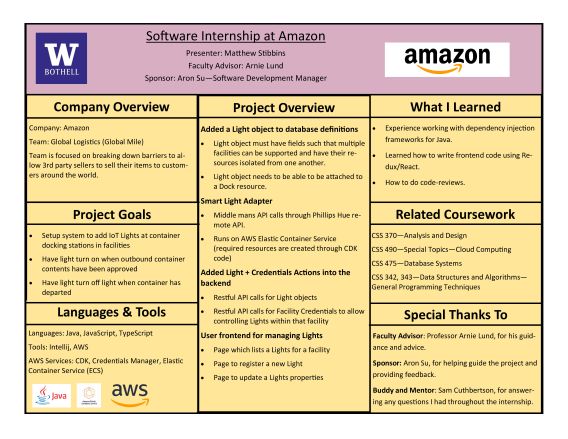 W
BOTHELL
Software Internship at Amazon
Presenter: Matthew Stibbins
Faculty Advisor: Arnie Lund
Sponsor: Aron Su—Software Development Manager
amazon
Company Overview
Company: Amazon
Team: Global Logistics (Global Mile)
Team is focused on breaking down barriers to al-
low 3rd party sellers to sell their items to custom-
ers around the world.
Project Goals
• Setup system to add IoT Lights at container
docking stations in facilities
• Have light turn on when outbound container
contents have been approved
• Have light turn off light when container has
departed
Languages & Tools
Languages: Java, JavaScript, TypeScript
Tools: Intellij, AWS
AWS Services: CDK, Credentials Manager, Elastic
Container Service (ECS)
Java
aws
Project Overview
Added a Light object to database definitions
• Light object must have fields such that multiple
facilities can be supported and have their re-
sources isolated from one another.
• Light object needs to be able to be attached to
a Dock resource.
Smart Light Adapter
• Middle mans API calls through Phillips Hue re-
mote API.
• Runs on AWS Elastic Container Service
(required resources are created through CDK
code)
Added Light + Credentials Actions into the
backend
• Restful API calls for Light objects
• Restful API calls for Facility Credentials to allow
controlling Lights within that facility
User frontend for managing Lights
• Page which lists a Lights for a facility
• Page to register a new Light
• Page to update a Lights properties
What I Learned
• Experience working with dependency injection
frameworks for Java.
• Learned how to write frontend code using Re-
dux/React.
• How to do code-reviews.
Related Coursework
CSS 370—Analysis and Design
CSS 490—Special Topics—Cloud Computing
CSS 475—Database Systems
CSS 342, 343—Data Structures and Algorithms—
General Programming Techniques
Special Thanks To
Faculty Advisor: Professor Arnie Lund, for his guid-
ance and advice.
Sponsor: Aron Su, for helping guide the project and
providing feedback.
Buddy and Mentor: Sam Cuthbertson, for answer-
ing any questions I had throughout the internship.